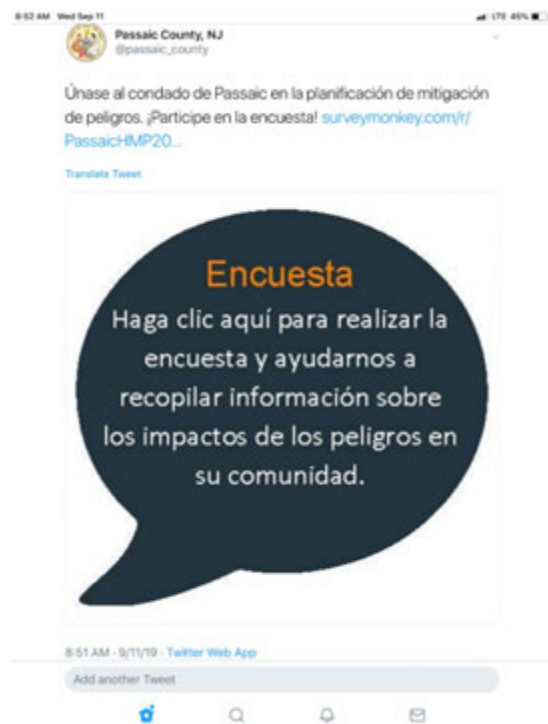 8:52 AM Wed Sep 11
LTE 45%
Passaic County, NJ
@passaic_county
Únase al condado de Passaic en la planificación de mitigación
de peligros. ¡Participe en la encuesta! surveymonkey.com/r/
PassaicHMP20...
Translate Tweet
Encuesta
Haga clic aquí para realizar la
encuesta y ayudarnos a
recopilar información sobre
los impactos de los peligros en
su comunidad.
8:51 AM · 9/11/19 · Twitter Web App
Add another Tweet